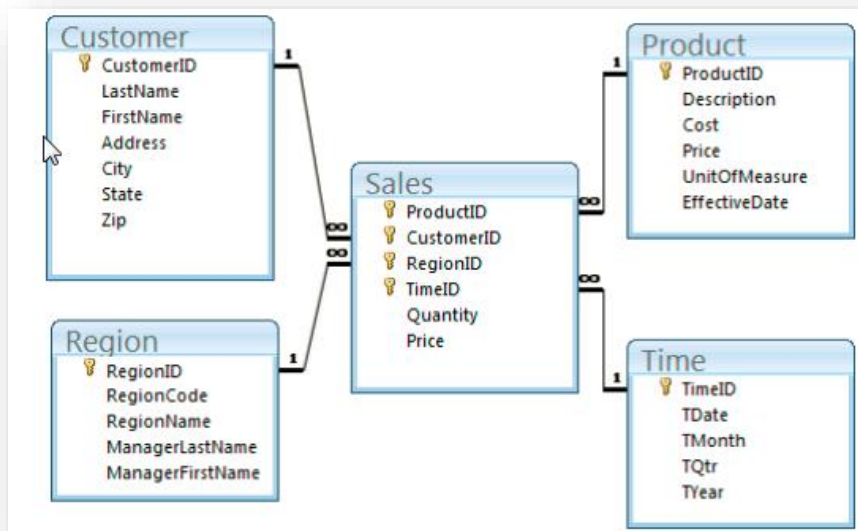 Customer
CustomerID
LastName
FirstName
Address
City
State
Zip
1
∞
Region
RegionID
RegionCode
RegionName
ManagerLastName
ManagerFirstName
1
∞
Sales
ProductID
CustomerID
RegionID
TimeID
Quantity
Price
Product
ProductID
Description
Cost
Price
UnitOfMeasure
EffectiveDate
1
∞
Time
TimeID
TDate
TMonth
TQtr
TYear
1
∞